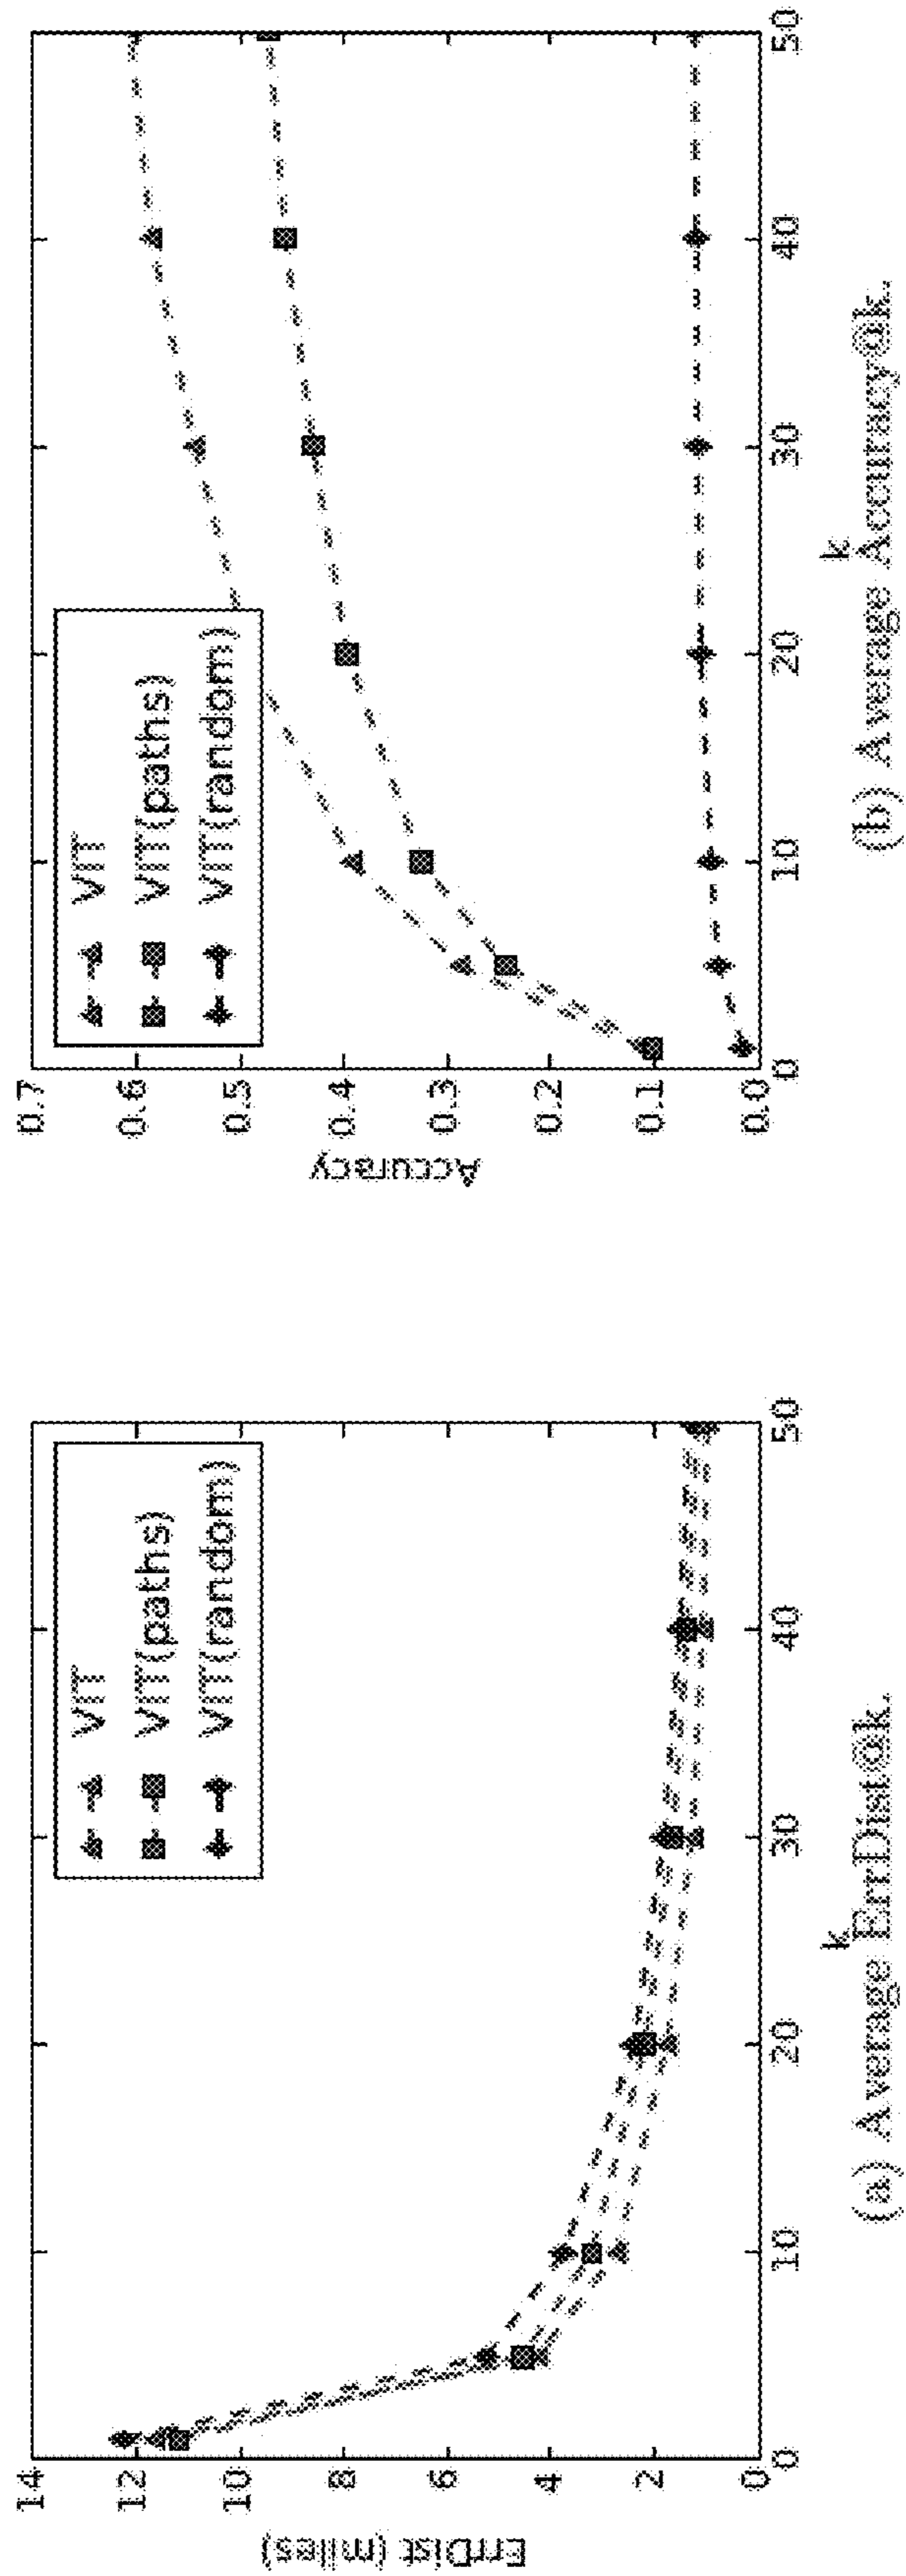 14
12
10
8
6
4
2
0
ErrDist (miles)
VIT
VIT(paths)
VIT(random)
0
10
20
30
40
50
k
(a) Average ErrDist@k.
0.7
0.6
0.5
0.4
0.3
0.2
0.1
0.0
Accuracy
VIT
VIT(paths)
VIT(random)
0
10
20
30
40
50
k
(b) Average Accuracy@k.